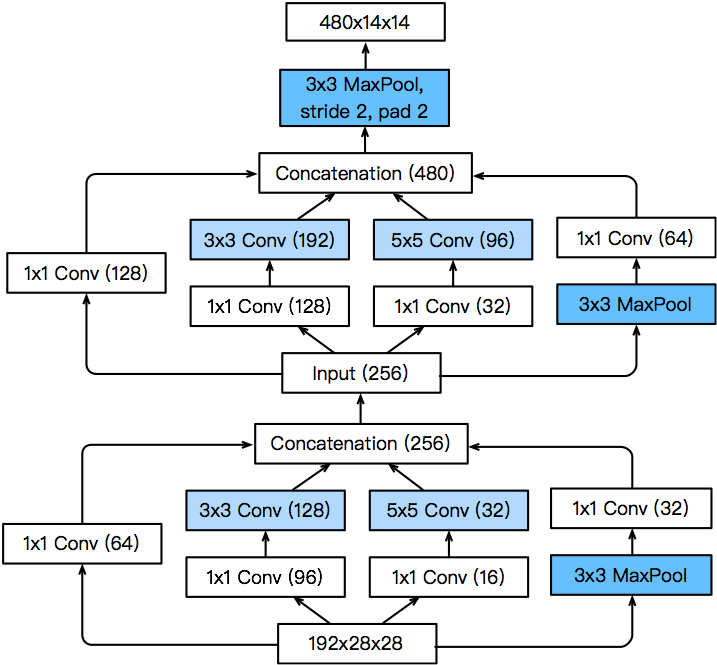 480x14x14
3x3 MaxPool,
stride 2, pad 2
Concatenation (480)
3x3 Conv (192)
5x5 Conv (96)
1x1 Conv (64)
1x1 Conv (128)
1x1 Conv (128)
1x1 Conv (32)
3x3 MaxPool
Input (256)
Concatenation (256)
3x3 Conv (128)
5x5 Conv (32)
1x1 Conv (32)
1x1 Conv (64)
1x1 Conv (96)
1x1 Conv (16)
3x3 MaxPool
192x28x28